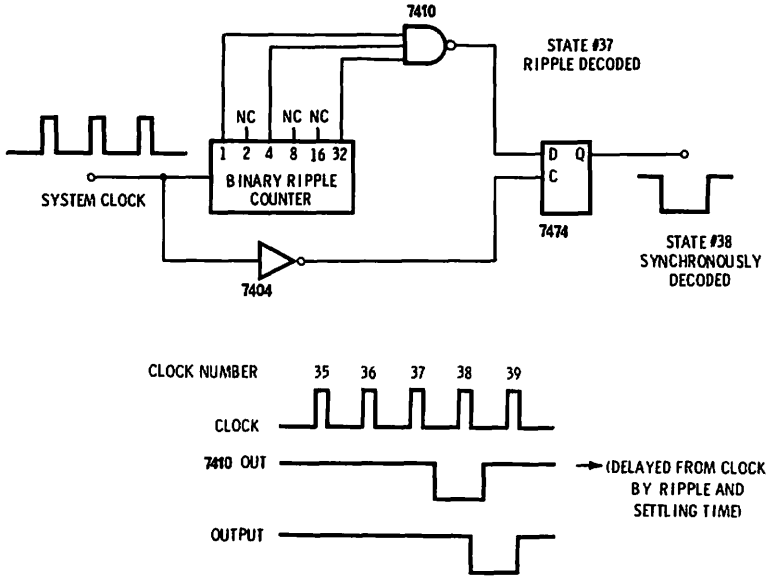 7410
STATE #37
RIPPLE DECODED
NC NC NC
1 2 4 8 16 32
BINARY RIPPLE
COUNTER
SYSTEM CLOCK
7404
D Q
C
7474
STATE #38
SYNCHRONOUSLY
DECODED
CLOCK NUMBER 35 36 37 38 39
CLOCK
7410 OUT
(DELAYED FROM CLOCK
BY RIPPLE AND
SETTLING TIME)
OUTPUT